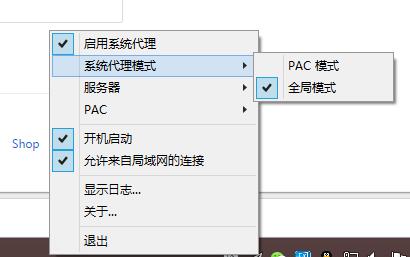 启用系统代理
系统代理模式
PAC 模式
全局模式
服务器
PAC
开机启动
Shop
允许来自局域网的连接
显示日志...
关于...
退出